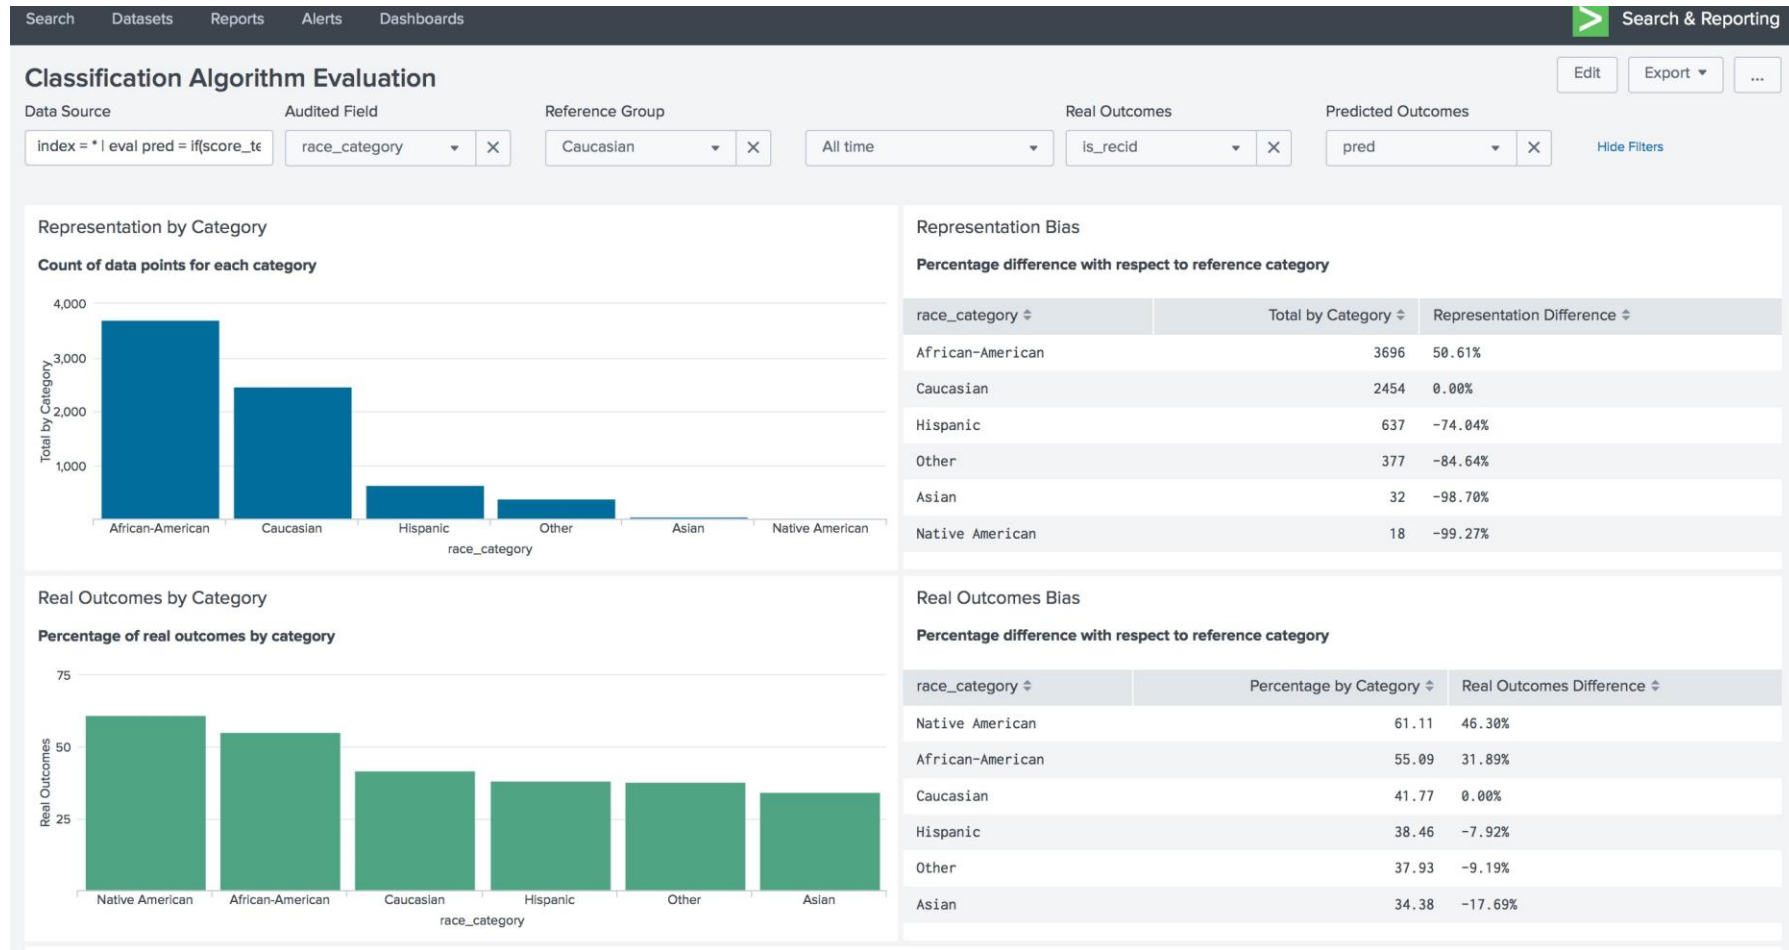 Search Datasets Reports Alerts Dashboards Search & Reporting
Classification Algorithm Evaluation
Edit Export ...
Data Source Audited Field Reference Group Real Outcomes Predicted Outcomes
index = * | eval pred = if(score_te race_category Caucasian All time is_recid pred Hide Filters
Representation by Category
Count of data points for each category
4,000
3,000
2,000
1,000
Total by Category
African-American Caucasian Hispanic Other Asian Native American
race_category
Representation Bias
Percentage difference with respect to reference category
race_category Total by Category Representation Difference
African-American 3696 50.61%
Caucasian 2454 0.00%
Hispanic 637 -74.04%
Other 377 -84.64%
Asian 32 -98.70%
Native American 18 -99.27%
Real Outcomes by Category
Percentage of real outcomes by category
75
50
25
Real Outcomes
Native American African-American Caucasian Hispanic Other Asian
race_category
Real Outcomes Bias
Percentage difference with respect to reference category
race_category Percentage by Category Real Outcomes Difference
Native American 61.11 46.30%
African-American 55.09 31.89%
Caucasian 41.77 0.00%
Hispanic 38.46 -7.92%
Other 37.93 -9.19%
Asian 34.38 -17.69%